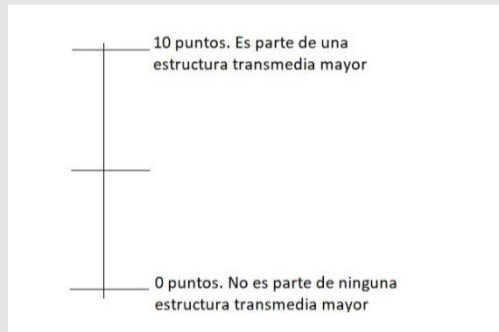 10 puntos. Es parte de una
estructura transmedia mayor
0 puntos. No es parte de ninguna
estructura transmedia mayor